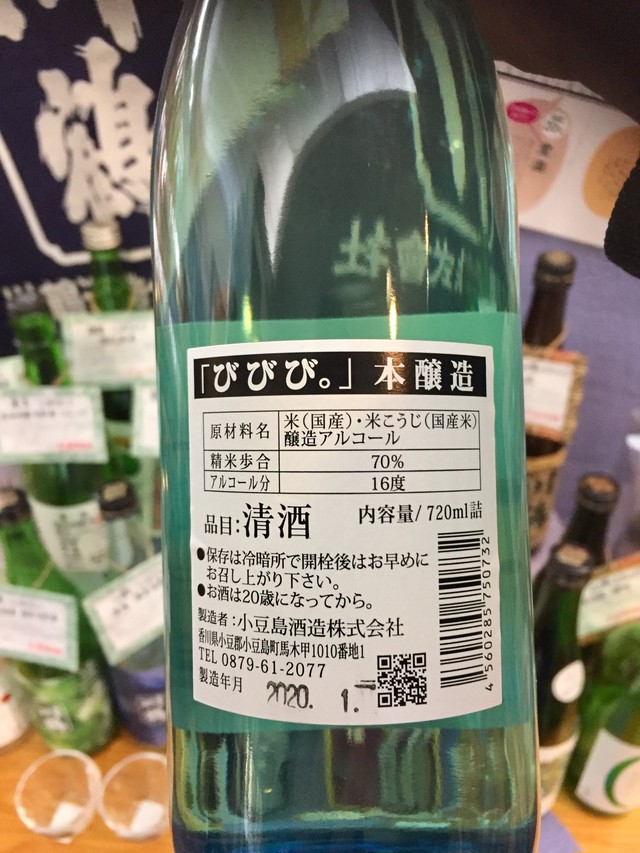 「びびび。」本醸造
原材料名 米(国産)・米こうじ(国産米)
醸造アルコール
精米歩合 70%
アルコール分 16度
品目:清酒 内容量/720ml詰
●保存は冷暗所で開栓後はお早めに
お召し上がり下さい。
●お酒は20歳になってから。
製造者:小豆島酒造株式会社
香川県小豆郡小豆島町馬木甲1010番地1
TEL 0879-61-2077
製造年月 2020. 1.
4560285750732